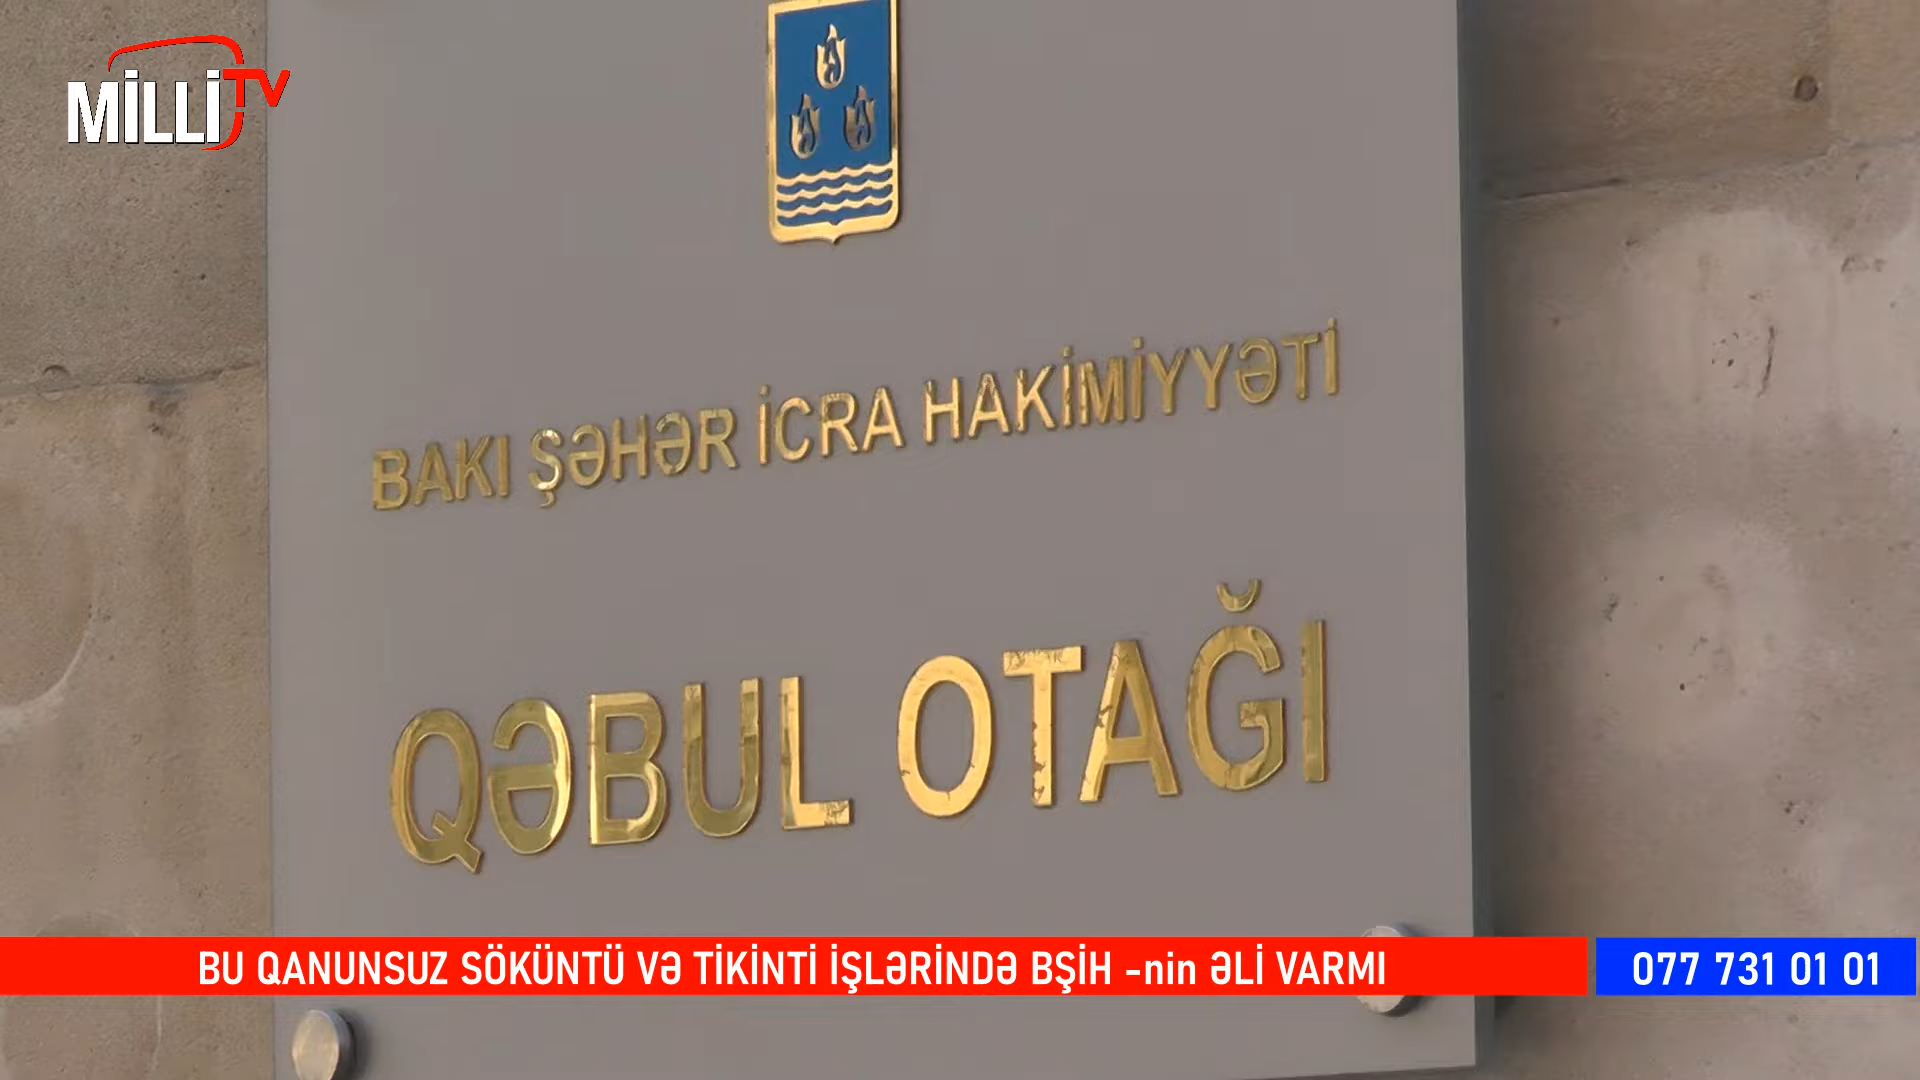 MİLLİ TV
BAKI ŞƏHƏR İCRA HAKİMİYYƏTİ
QƏBUL OTAĞI
BU QANUNSUZ SÖKÜNTÜ VƏ TİKİNTİ İŞLƏRİNDƏ BŞİH -nin ƏLİ VARMI
077 731 01 01